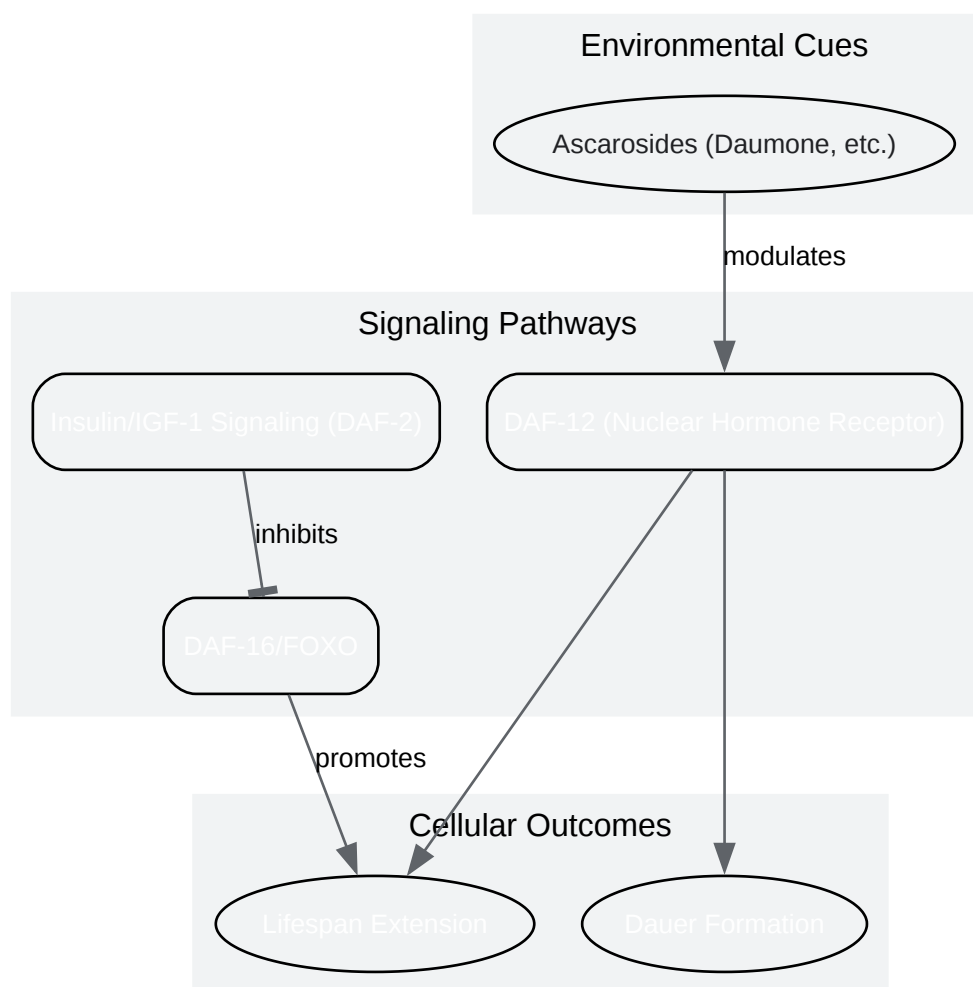 Environmental Cues
Ascarosides (Daumone, etc.)
modulates
Signaling Pathways
Insulin/IGF-1 Signaling (DAF-2)
DAF-12 (Nuclear Hormone Receptor)
inhibits
DAF-16/FOXO
promotes
Cellular Outcomes
Lifespan Extension
Dauer Formation